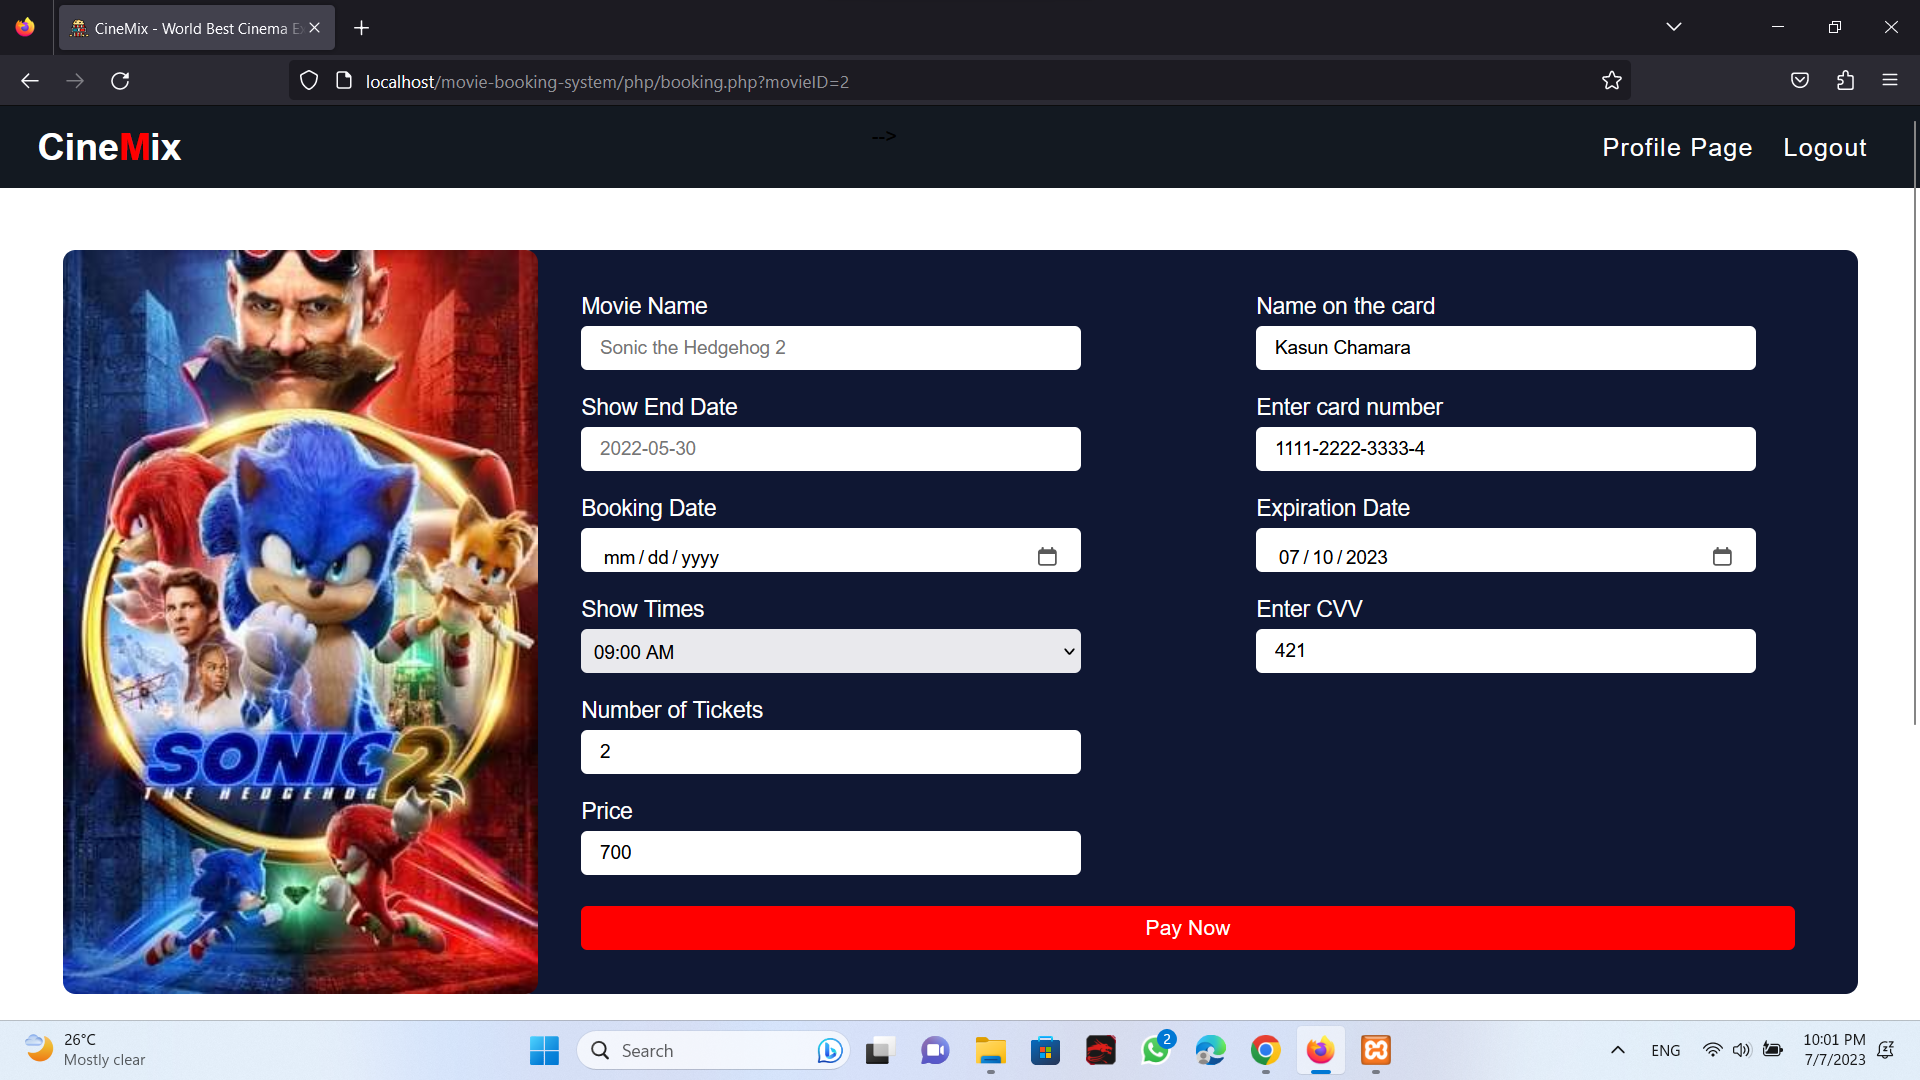 CineMix - World Best Cinema Ex
localhost/movie-booking-system/php/booking.php?movieID=2
CineMix
-->
Profile Page
Logout
Movie Name
Sonic the Hedgehog 2
Show End Date
2022-05-30
Booking Date
mm / dd / yyyy
Show Times
09:00 AM
Number of Tickets
2
Price
700
Name on the card
Kasun Chamara
Enter card number
1111-2222-3333-4
Expiration Date
07 / 10 / 2023
Enter CVV
421
Pay Now
SONIC 2
THE HEDGEHOG
26°C
Mostly clear
Search
2
ENG
10:01 PM
7/7/2023